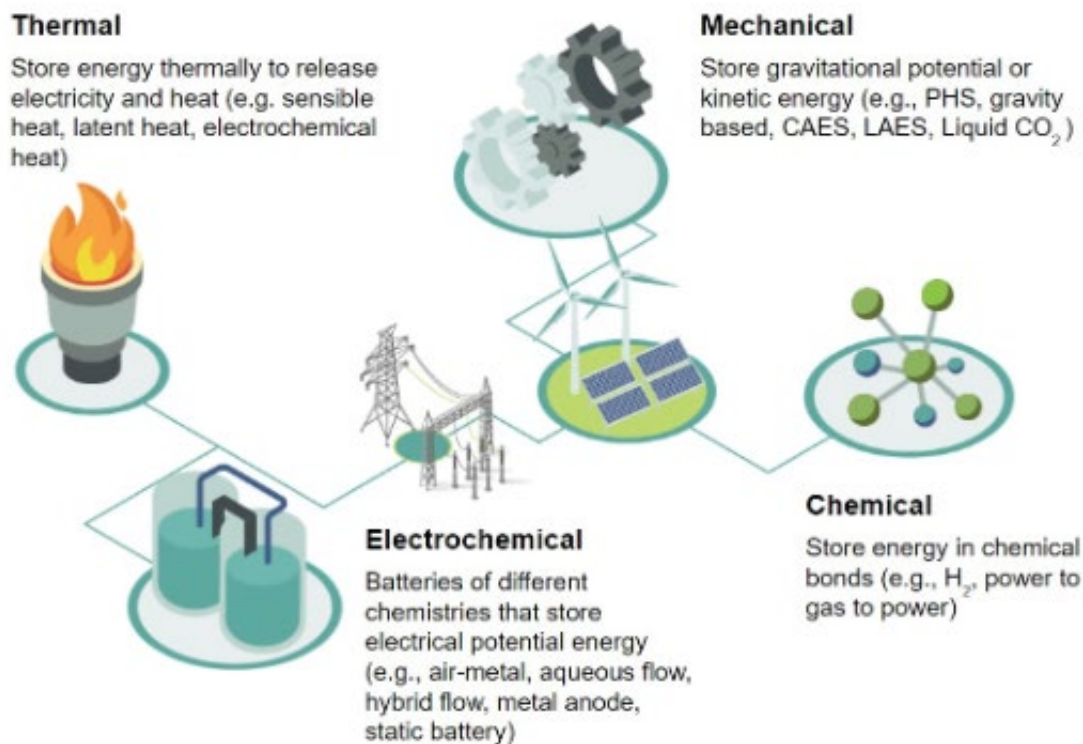 Thermal
Store energy thermally to release
electricity and heat (e.g. sensible
heat, latent heat, electrochemical
heat)
Mechanical
Store gravitational potential or
kinetic energy (e.g., PHS, gravity
based, CAES, LAES, Liquid CO₂ )
Electrochemical
Batteries of different
chemistries that store
electrical potential energy
(e.g., air-metal, aqueous flow,
hybrid flow, metal anode,
static battery)
Chemical
Store energy in chemical
bonds (e.g., H₂, power to
gas to power)